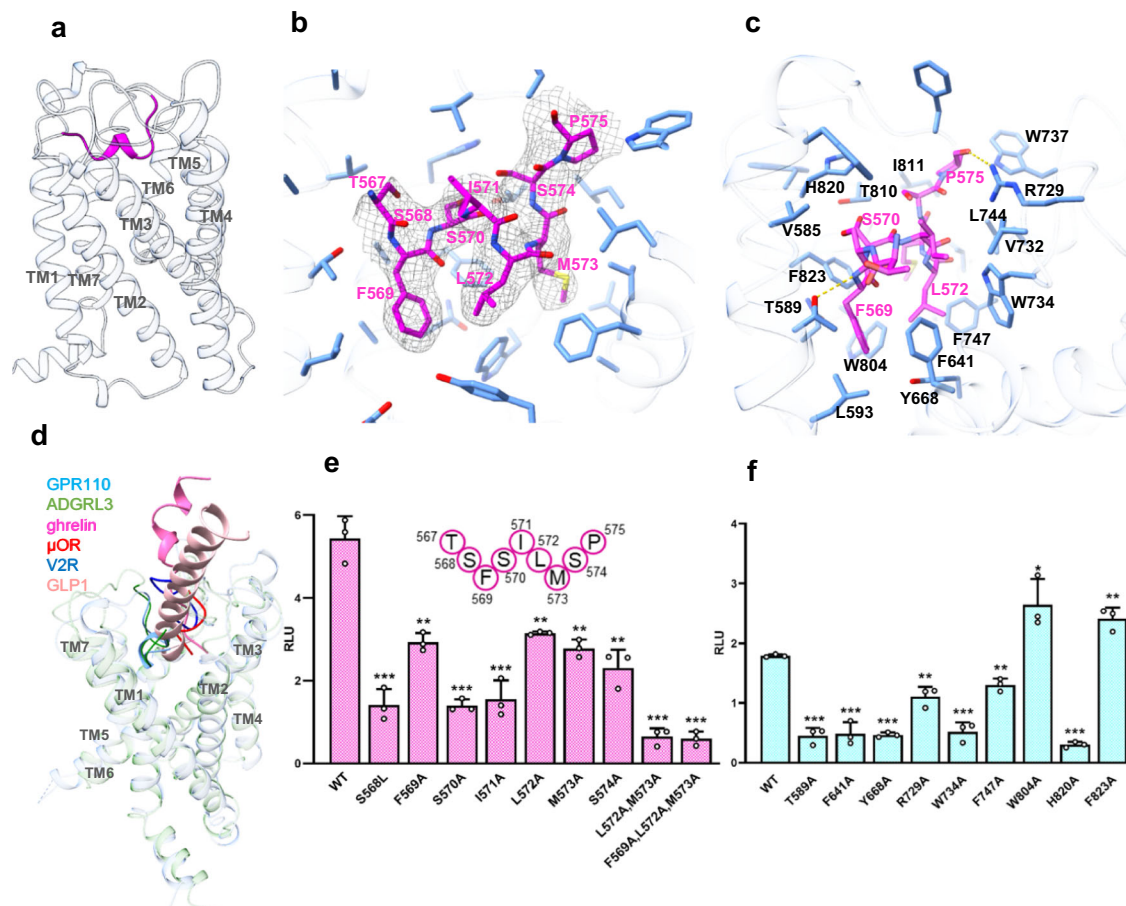 a
TM5
TM6
TM3
TM4
TM1
TM7
TM2
b
P575
T567
I571
S574
S568
S570
M573
L572
F569
c
W737
I811
P575
H820
T810
R729
S570
L744
V585
V732
F823
L572
T589
F569
W734
F747
W804
F641
L593
Y668
d
GPR110
ADGRL3
ghrelin
μOR
V2R
GLP1
TM7
TM3
TM1
TM2
TM4
TM5
TM6
e
6
4
2
0
RLU
571
567 T I 572 P 575
568 S S L S 574
F 570 M
569 573
***
**
***
***
**
**
**
***
***
WT
S568L
F569A
S570A
I571A
L572A
M573A
S574A
L572A,M573A
F569A,L572A,M573A
f
4
3
2
1
0
RLU
***
***
***
**
***
**
*
***
**
WT
T589A
F641A
Y668A
R729A
W734A
F747A
W804A
H820A
F823A